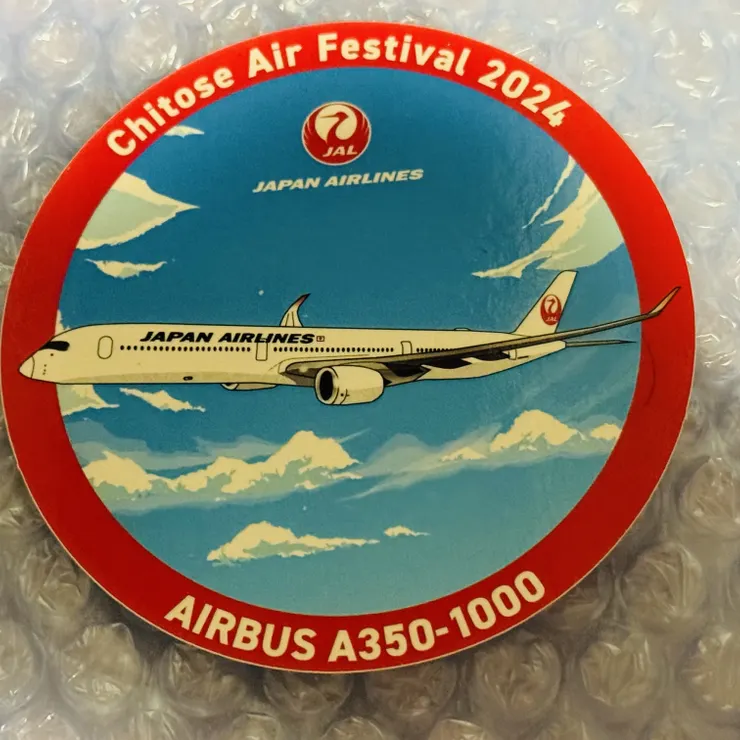 Chitose Air Festival 2024
JAL
JAPAN AIRLINES
JAPAN AIRLINES
JAL
AIRBUS A350-1000